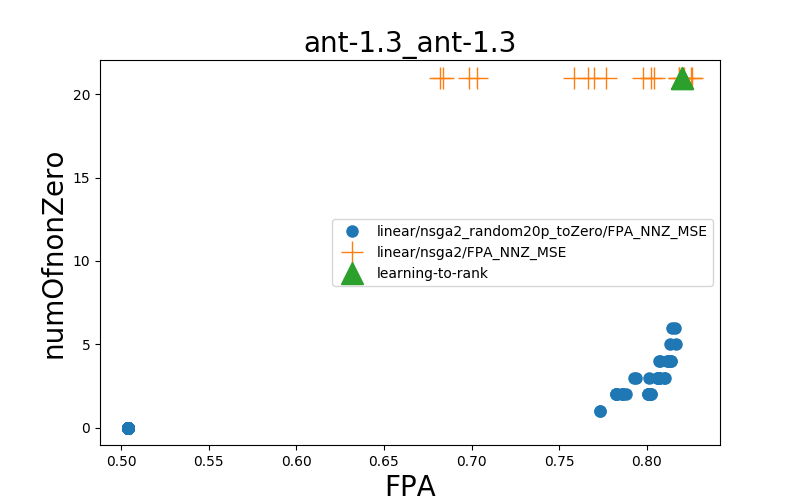 ant-1.3_ant-1.3
numOfnonZero
20
15
10
5
0
linear/nsga2_random20p_toZero/FPA_NNZ_MSE
linear/nsga2/FPA_NNZ_MSE
learning-to-rank
0.50 0.55 0.60 0.65 0.70 0.75 0.80
FPA